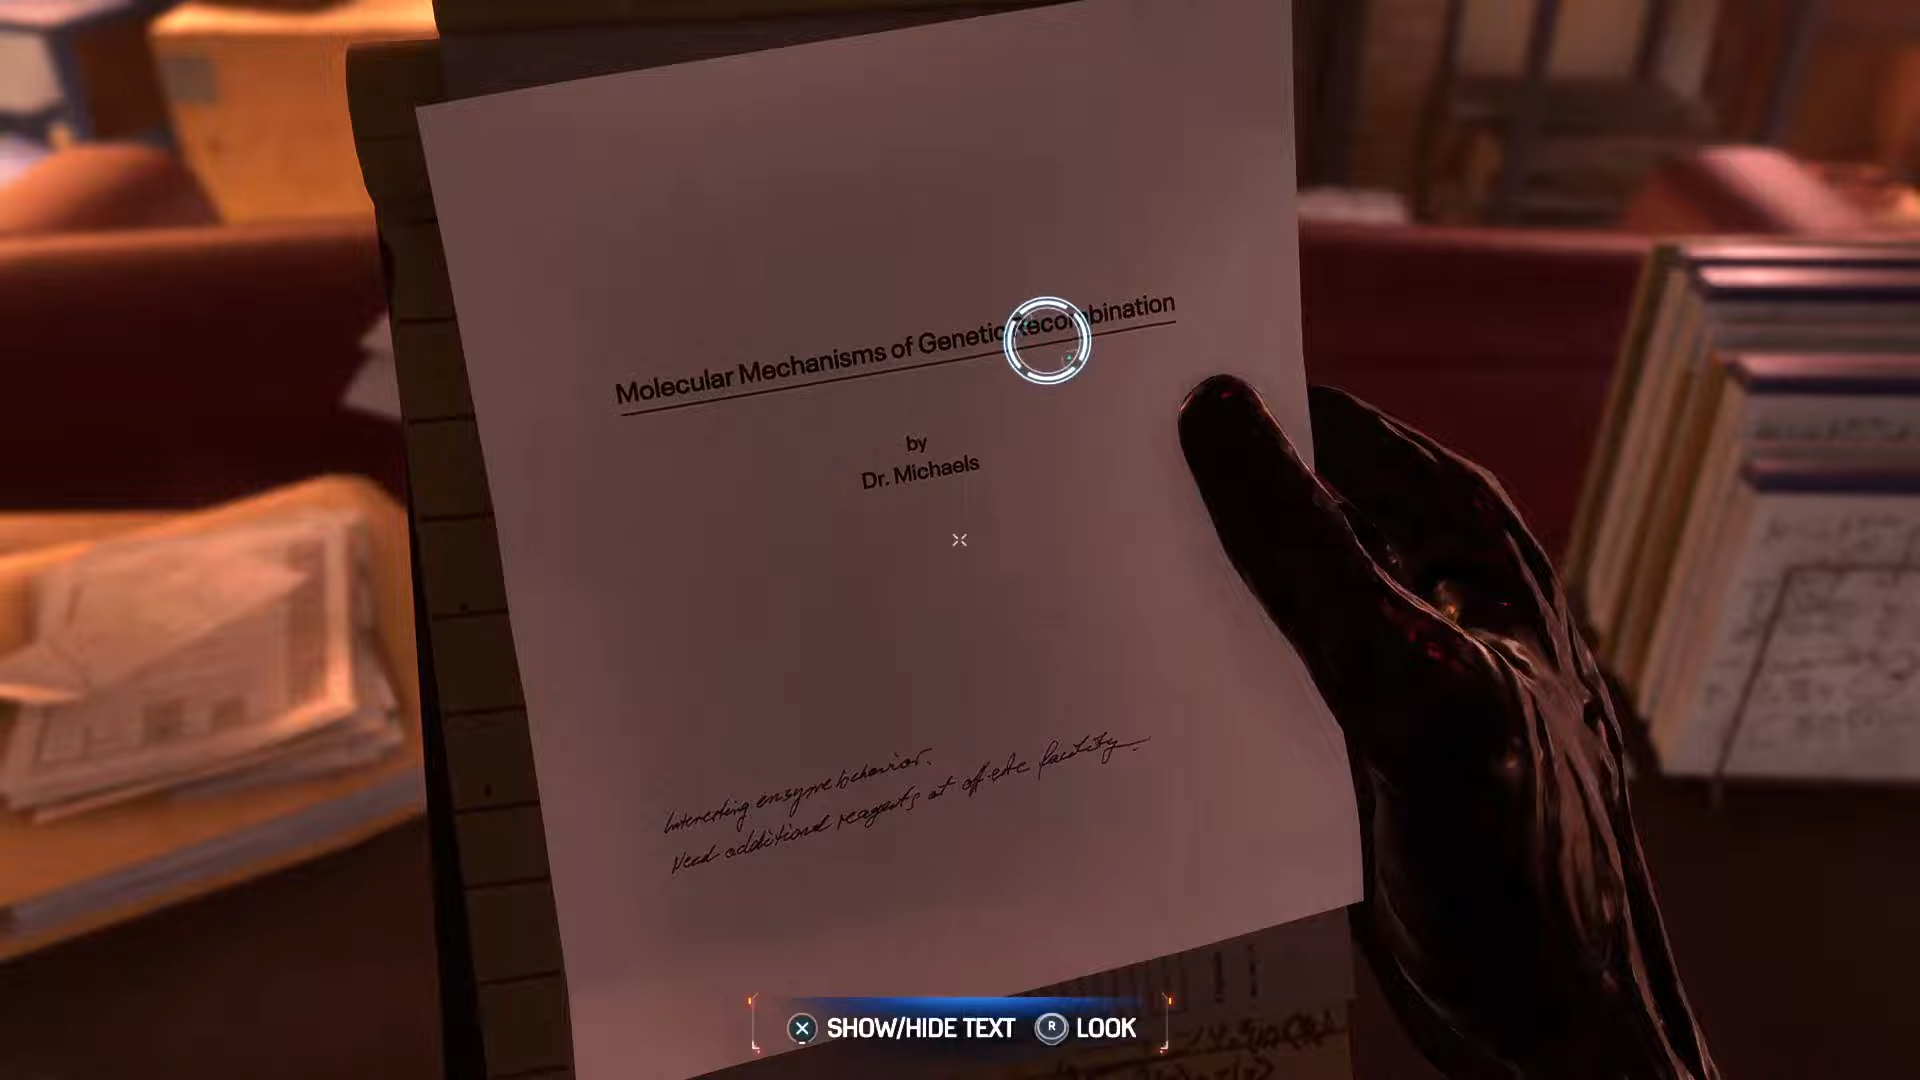 Molecular Mechanisms of Genetic Recombination
by
Dr. Michaels
Interesting enzyme behavior.
Need additional reagents at off-site facility.
SHOW/HIDE TEXT R LOOK